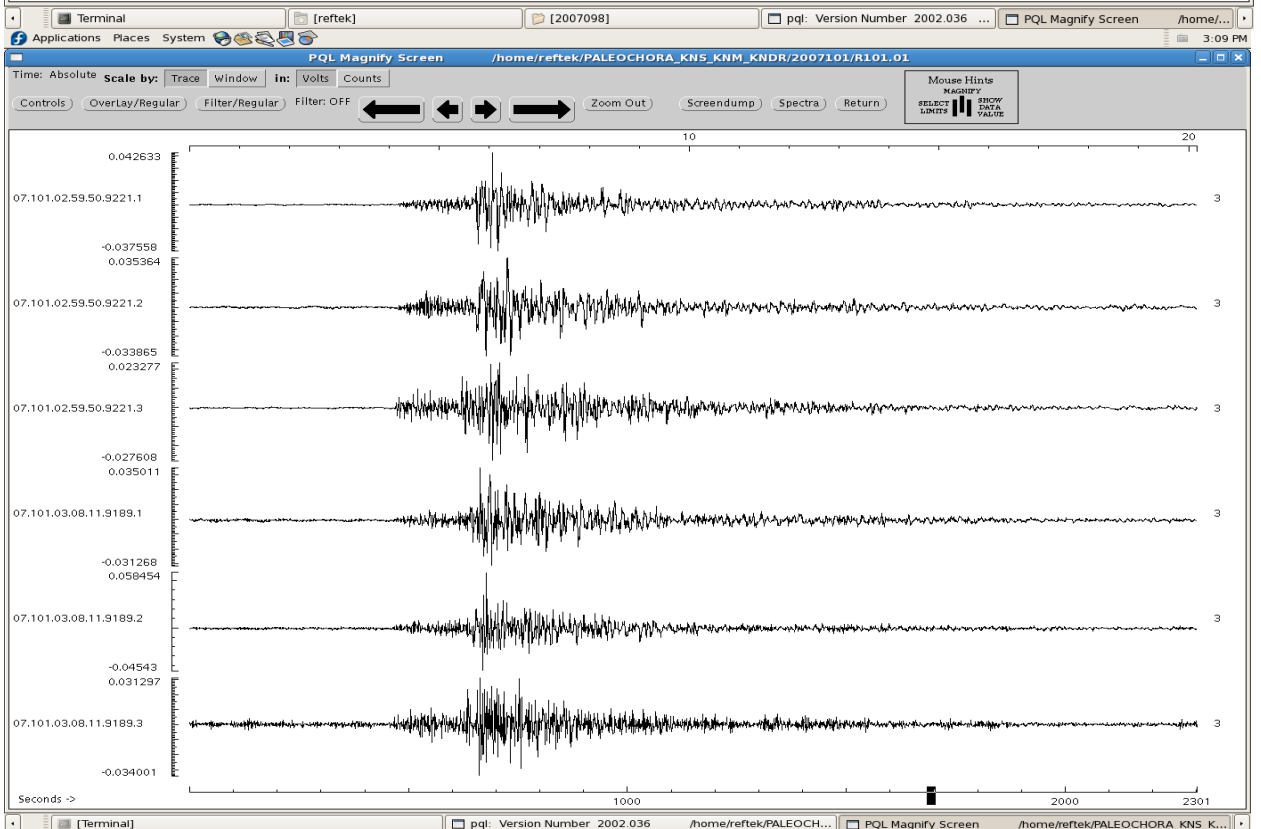 Terminal [reftek] [2007098] pql: Version Number 2002.036 ... PQL Magnify Screen /home/...
Applications Places System 3:09 PM
PQL Magnify Screen /home/reftek/PALEOCHORA_KNS_KNM_KNDR/2007101/R101.01
Time: Absolute Scale by: Trace Window in: Volts Counts
Mouse Hints
MAGNIFY
SELECT LIMITS
SHOW DATA VALUE
Controls Overlay/Regular Filter/Regular Filter: OFF Zoom Out Screendump Spectra Return
10 20
0.042633
07.101.02.59.50.9221.1 3
-0.037558
0.035364
07.101.02.59.50.9221.2 3
-0.033865
0.023277
07.101.02.59.50.9221.3 3
-0.027608
0.035011
07.101.03.08.11.9189.1 3
-0.031268
0.058454
07.101.03.08.11.9189.2 3
-0.04543
0.031297
07.101.03.08.11.9189.3 3
-0.034001
Seconds -> 1000 2000 2301
[Terminal] pql: Version Number 2002.036 /home/reftek/PALEOCH... PQL Magnify Screen /home/reftek/PALEOCHORA_KNS_K...